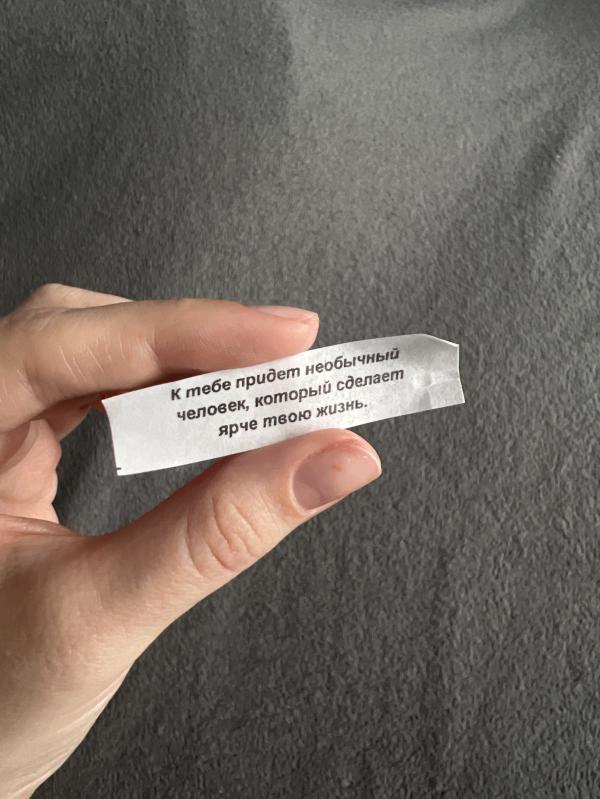 К тебе придет необычный
человек, который сделает
ярче твою жизнь.